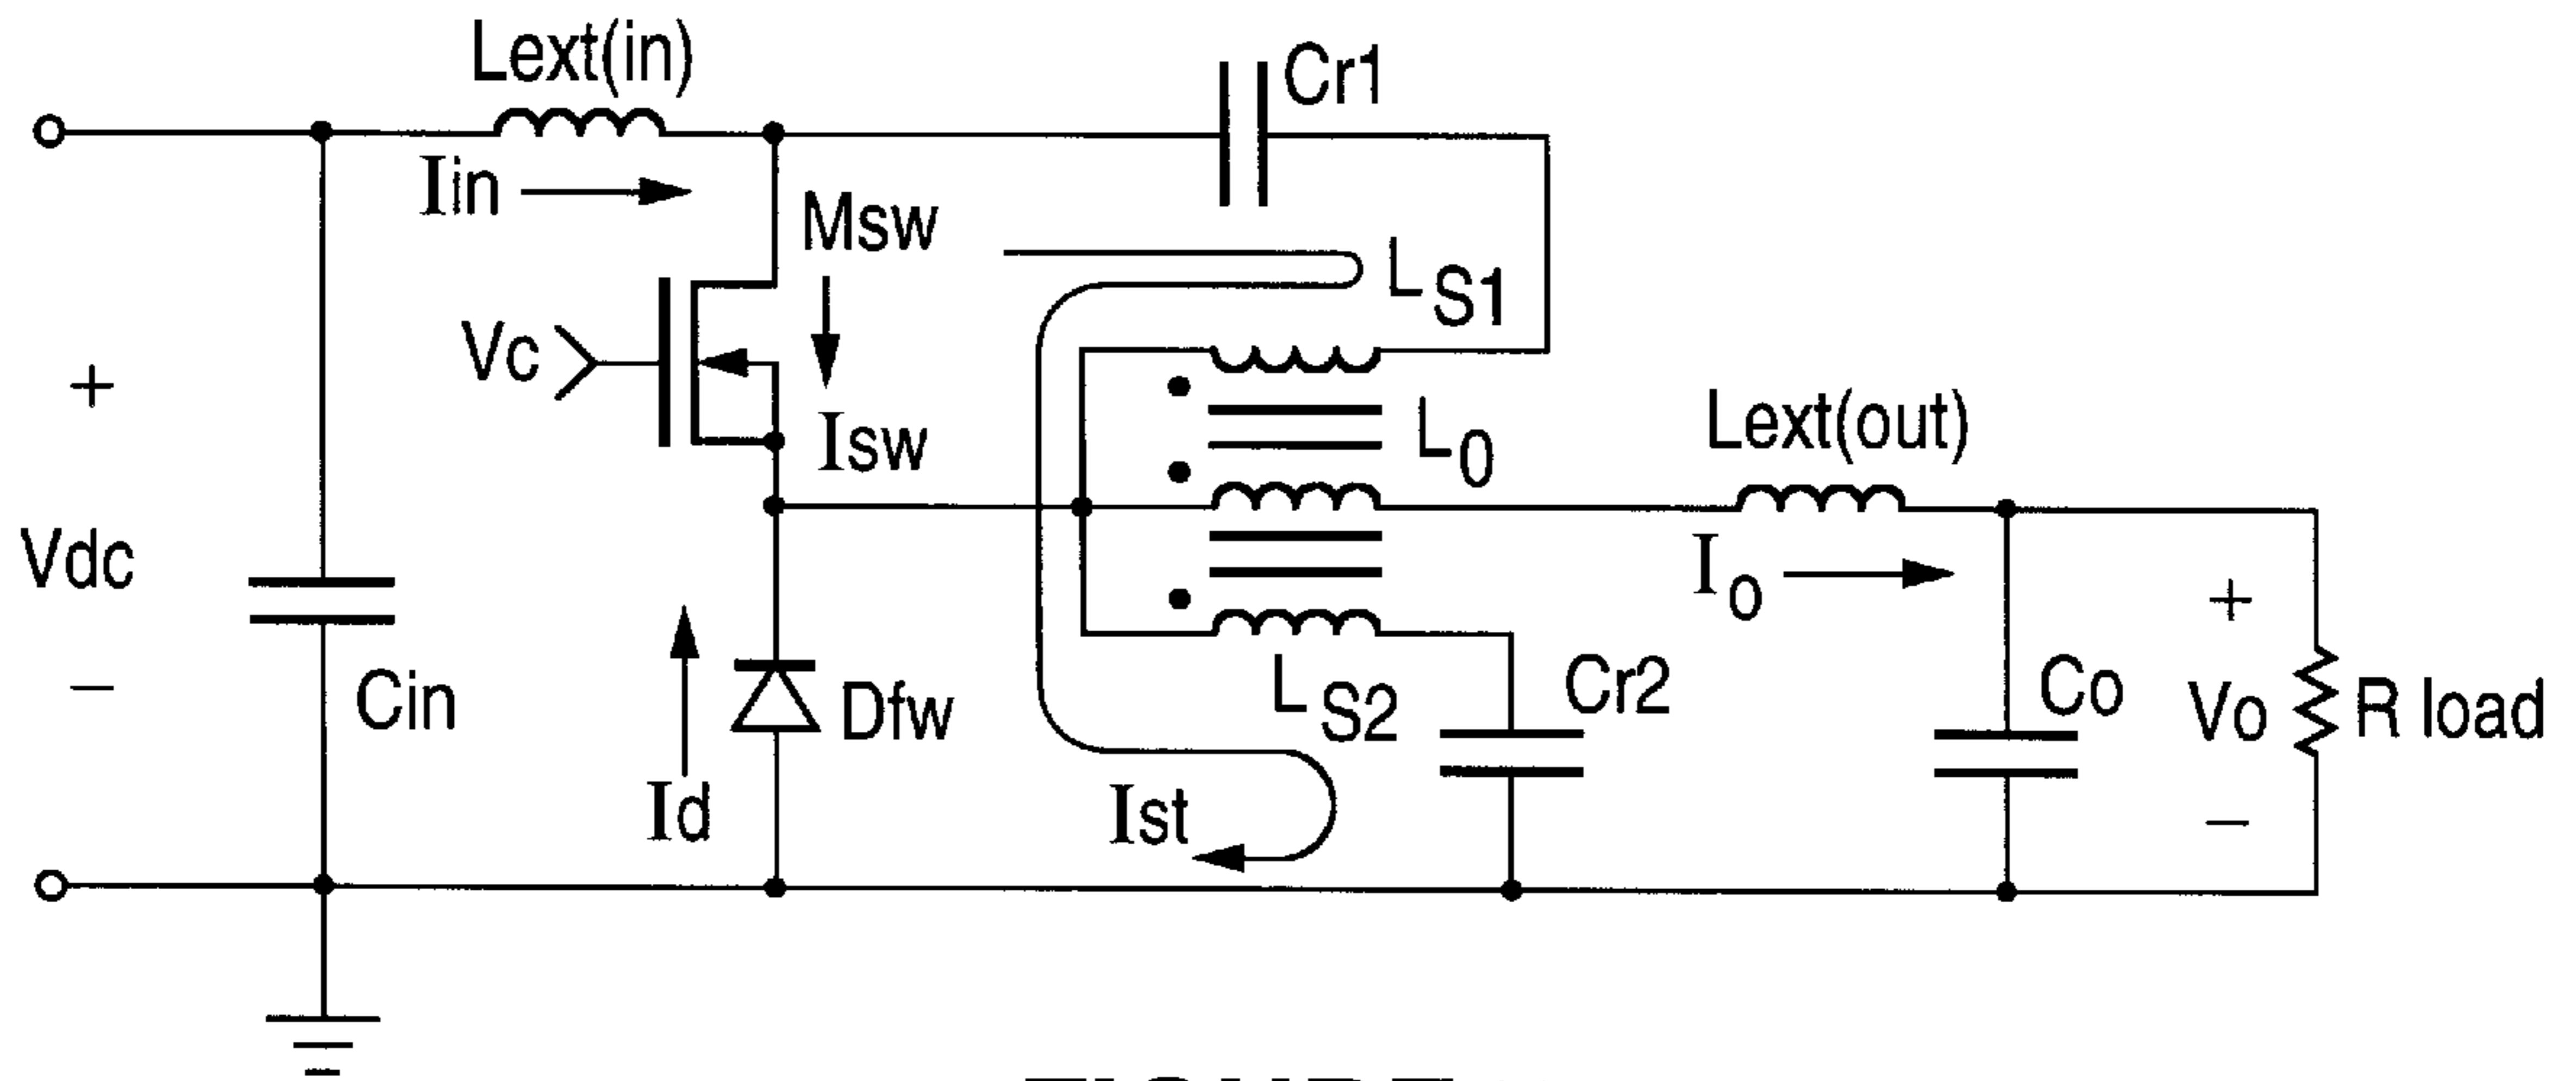 Lext(in)
Cr1
Iin
Msw
LS1
Vc
Isw
L0
Lext(out)
+
Vdc
−
Cin
Id
Dfw
Ist
LS2
Cr2
Io
Co
+
Vo
−
R load